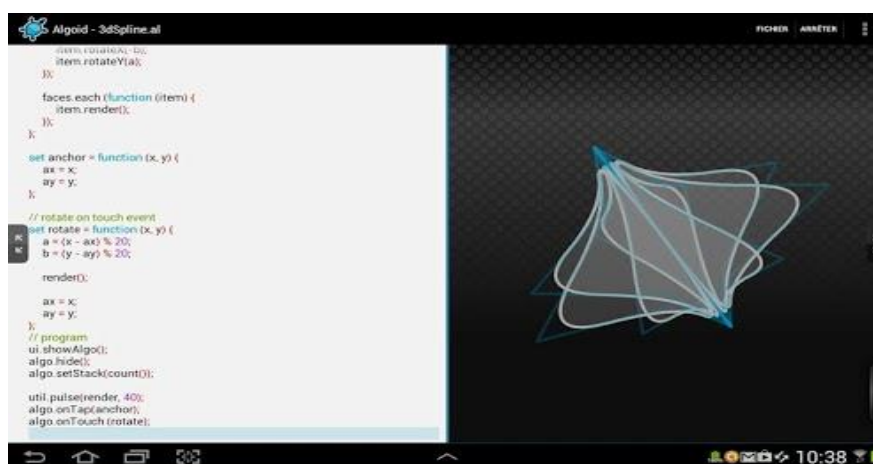 Algoid - 3dSpline.al
FICHIER ARRÊTER
item.rotateX(-b);
item.rotateY(a);
});
faces.each (function (item) {
item.render();
});
};
set anchor = function (x, y) {
ax = x;
ay = y;
};
// rotate on touch event
set rotate = function (x, y) {
a = (x - ax) % 20;
b = (y - ay) % 20;
render();
ax = x;
ay = y;
};
// program
ui.showAlgo();
algo.hide();
algo.setStack(count());
util.pulse(render, 40);
algo.onTap(anchor);
algo.onTouch (rotate);
10:38